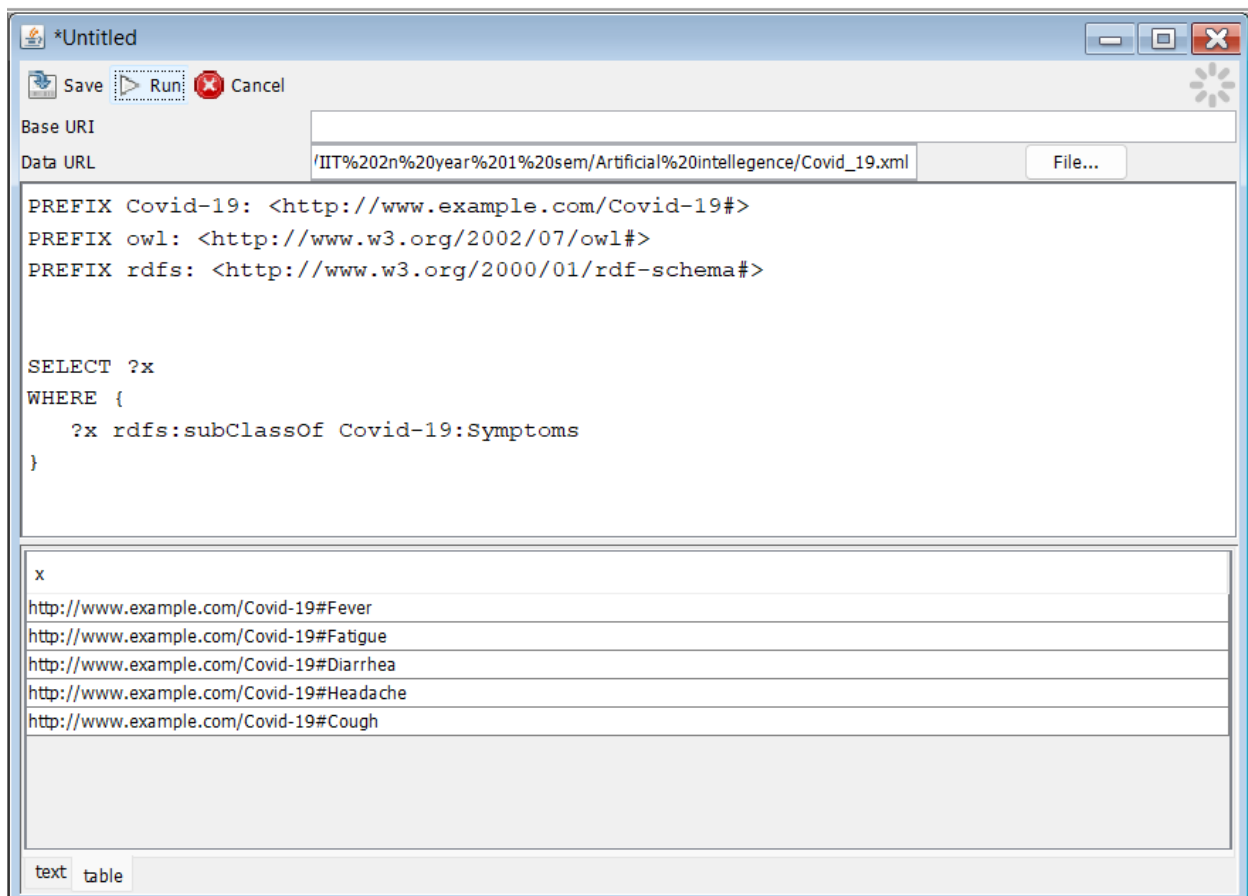 *Untitled
Save Run Cancel
Base URI
Data URL /IIT%202n%20year%201%20sem/Artificial%20intellegence/Covid_19.xml File...
PREFIX Covid-19: <http://www.example.com/Covid-19#>
PREFIX owl: <http://www.w3.org/2002/07/owl#>
PREFIX rdfs: <http://www.w3.org/2000/01/rdf-schema#>
SELECT ?x
WHERE {
?x rdfs:subClassOf Covid-19:Symptoms
}
x
http://www.example.com/Covid-19#Fever
http://www.example.com/Covid-19#Fatigue
http://www.example.com/Covid-19#Diarrhea
http://www.example.com/Covid-19#Headache
http://www.example.com/Covid-19#Cough
text table